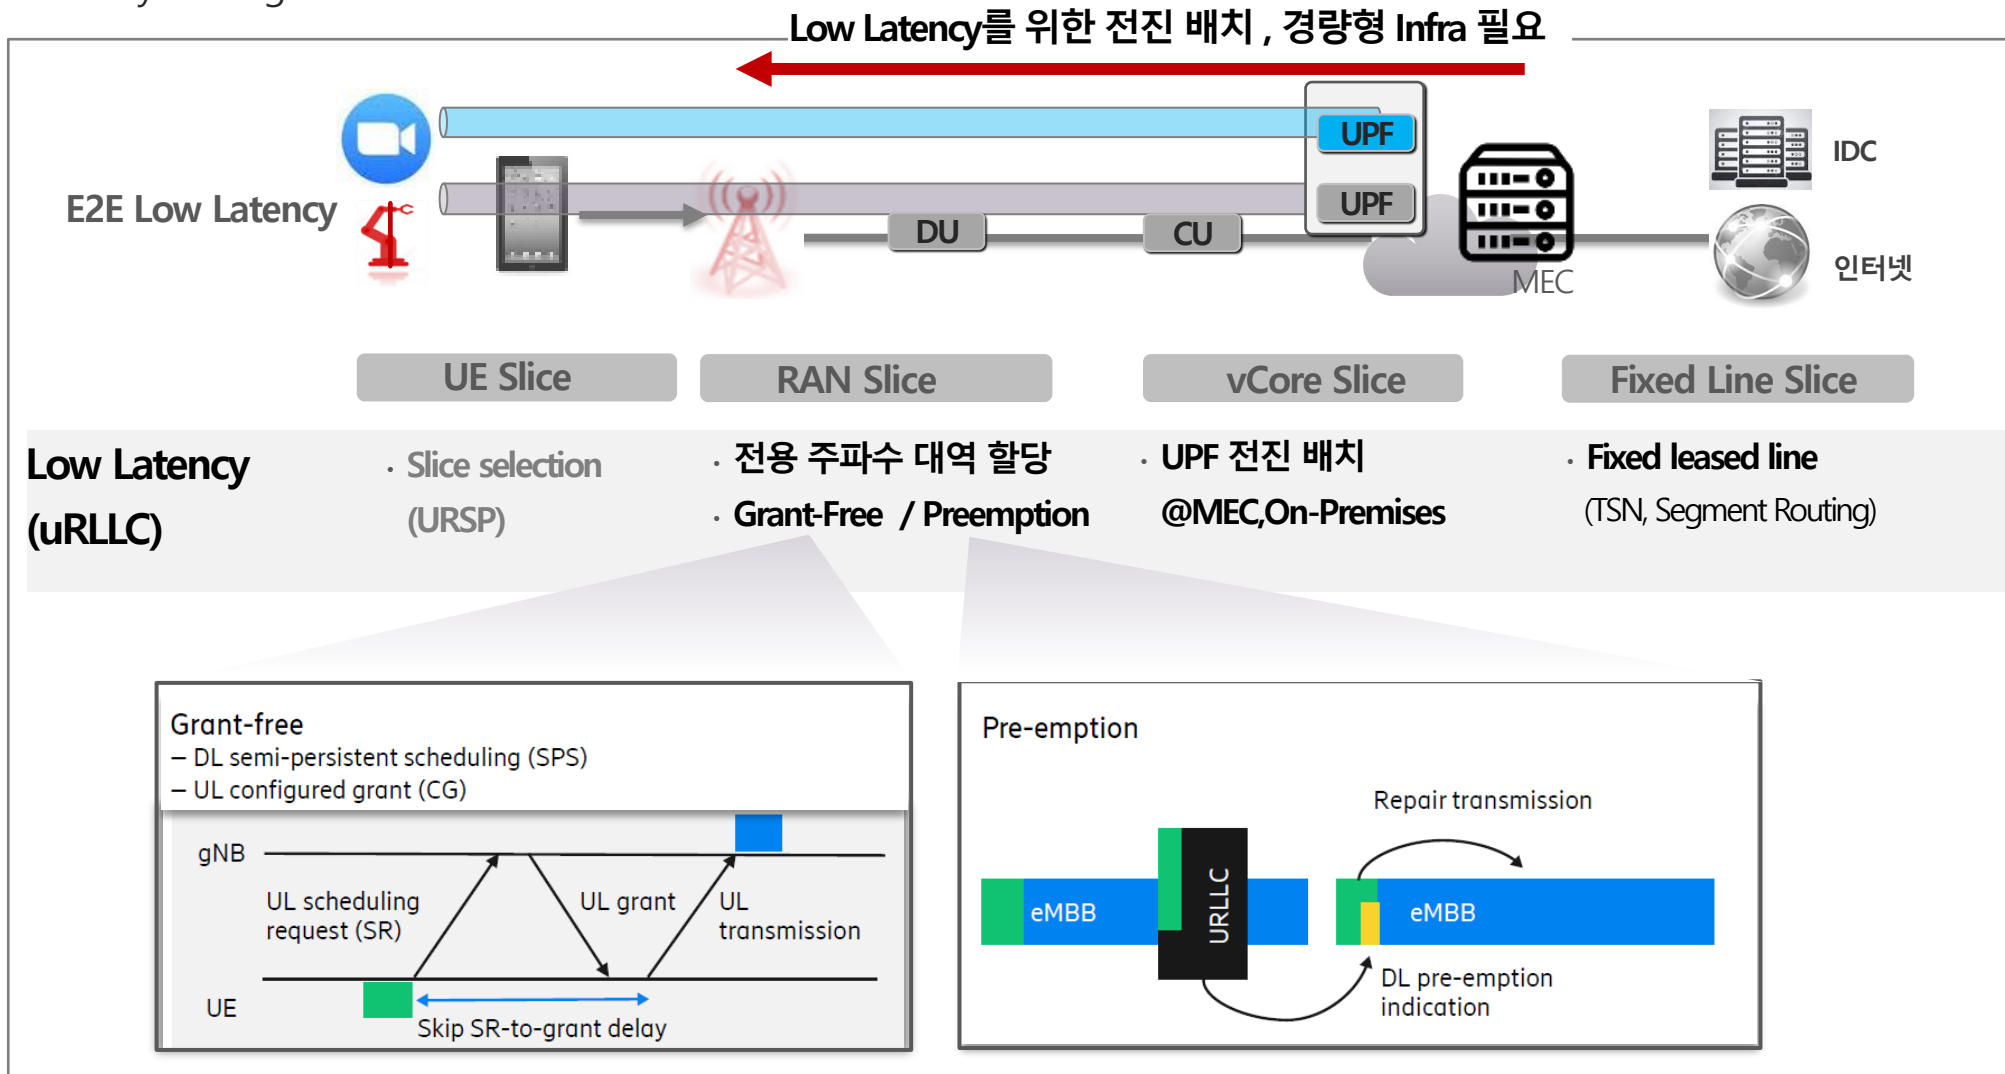 Low Latency를 위한 전진 배치 , 경량형 Infra 필요
UPF
IDC
E2E Low Latency
UPF
DU
CU
인터넷
MEC
UE Slice
RAN Slice
vCore Slice
Fixed Line Slice
Low Latency
(uRLLC)
· Slice selection
(URSP)
· 전용 주파수 대역 할당
· Grant-Free / Preemption
· UPF 전진 배치
@MEC,On-Premises
· Fixed leased line
(TSN, Segment Routing)
Grant-free
– DL semi-persistent scheduling (SPS)
– UL configured grant (CG)
gNB
UL scheduling
request (SR)
UL grant
UL
transmission
UE
Skip SR-to-grant delay
Pre-emption
Repair transmission
eMBB
URLLC
eMBB
DL pre-emption
indication